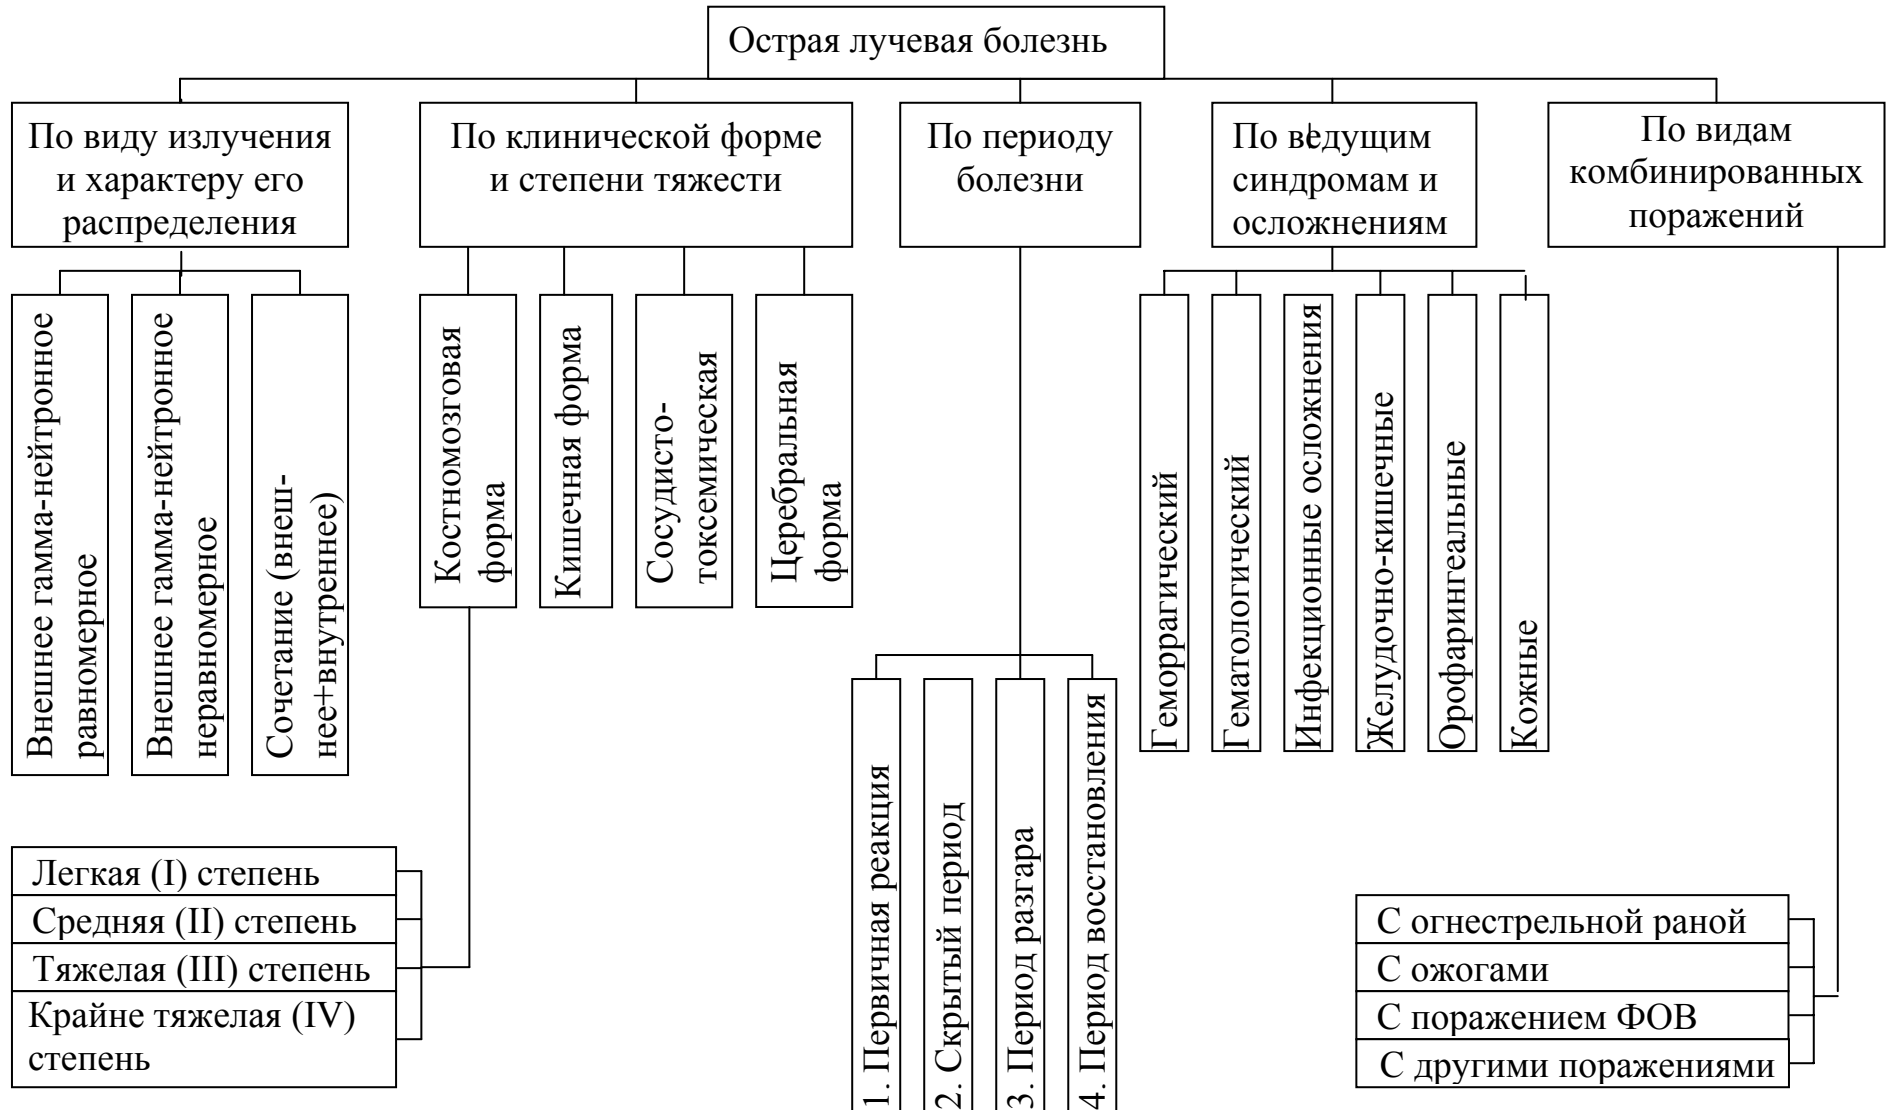 Острая лучевая болезнь
По виду излучения
и характеру его
распределения
По клинической форме
и степени тяжести
По периоду
болезни
По ведущим
синдромам и
осложнениям
По видам
комбинированных
поражений
Внешнее гамма-нейтронное
равномерное
Внешнее гамма-нейтронное
неравномерное
Сочетание (внеш-
нее+внутреннее)
Костномозговая
форма
Кишечная форма
Сосудисто-
токсемическая
Церебральная
форма
Геморрагический
Гематологический
Инфекционные осложнения
Желудочно-кишечные
Орофарингеальные
Кожные
1. Первичная реакция
2. Скрытый период
3. Период разгара
4. Период восстановления
Легкая (I) степень
Средняя (II) степень
Тяжелая (III) степень
Крайне тяжелая (IV)
степень
С огнестрельной раной
С ожогами
С поражением ФОВ
С другими поражениями